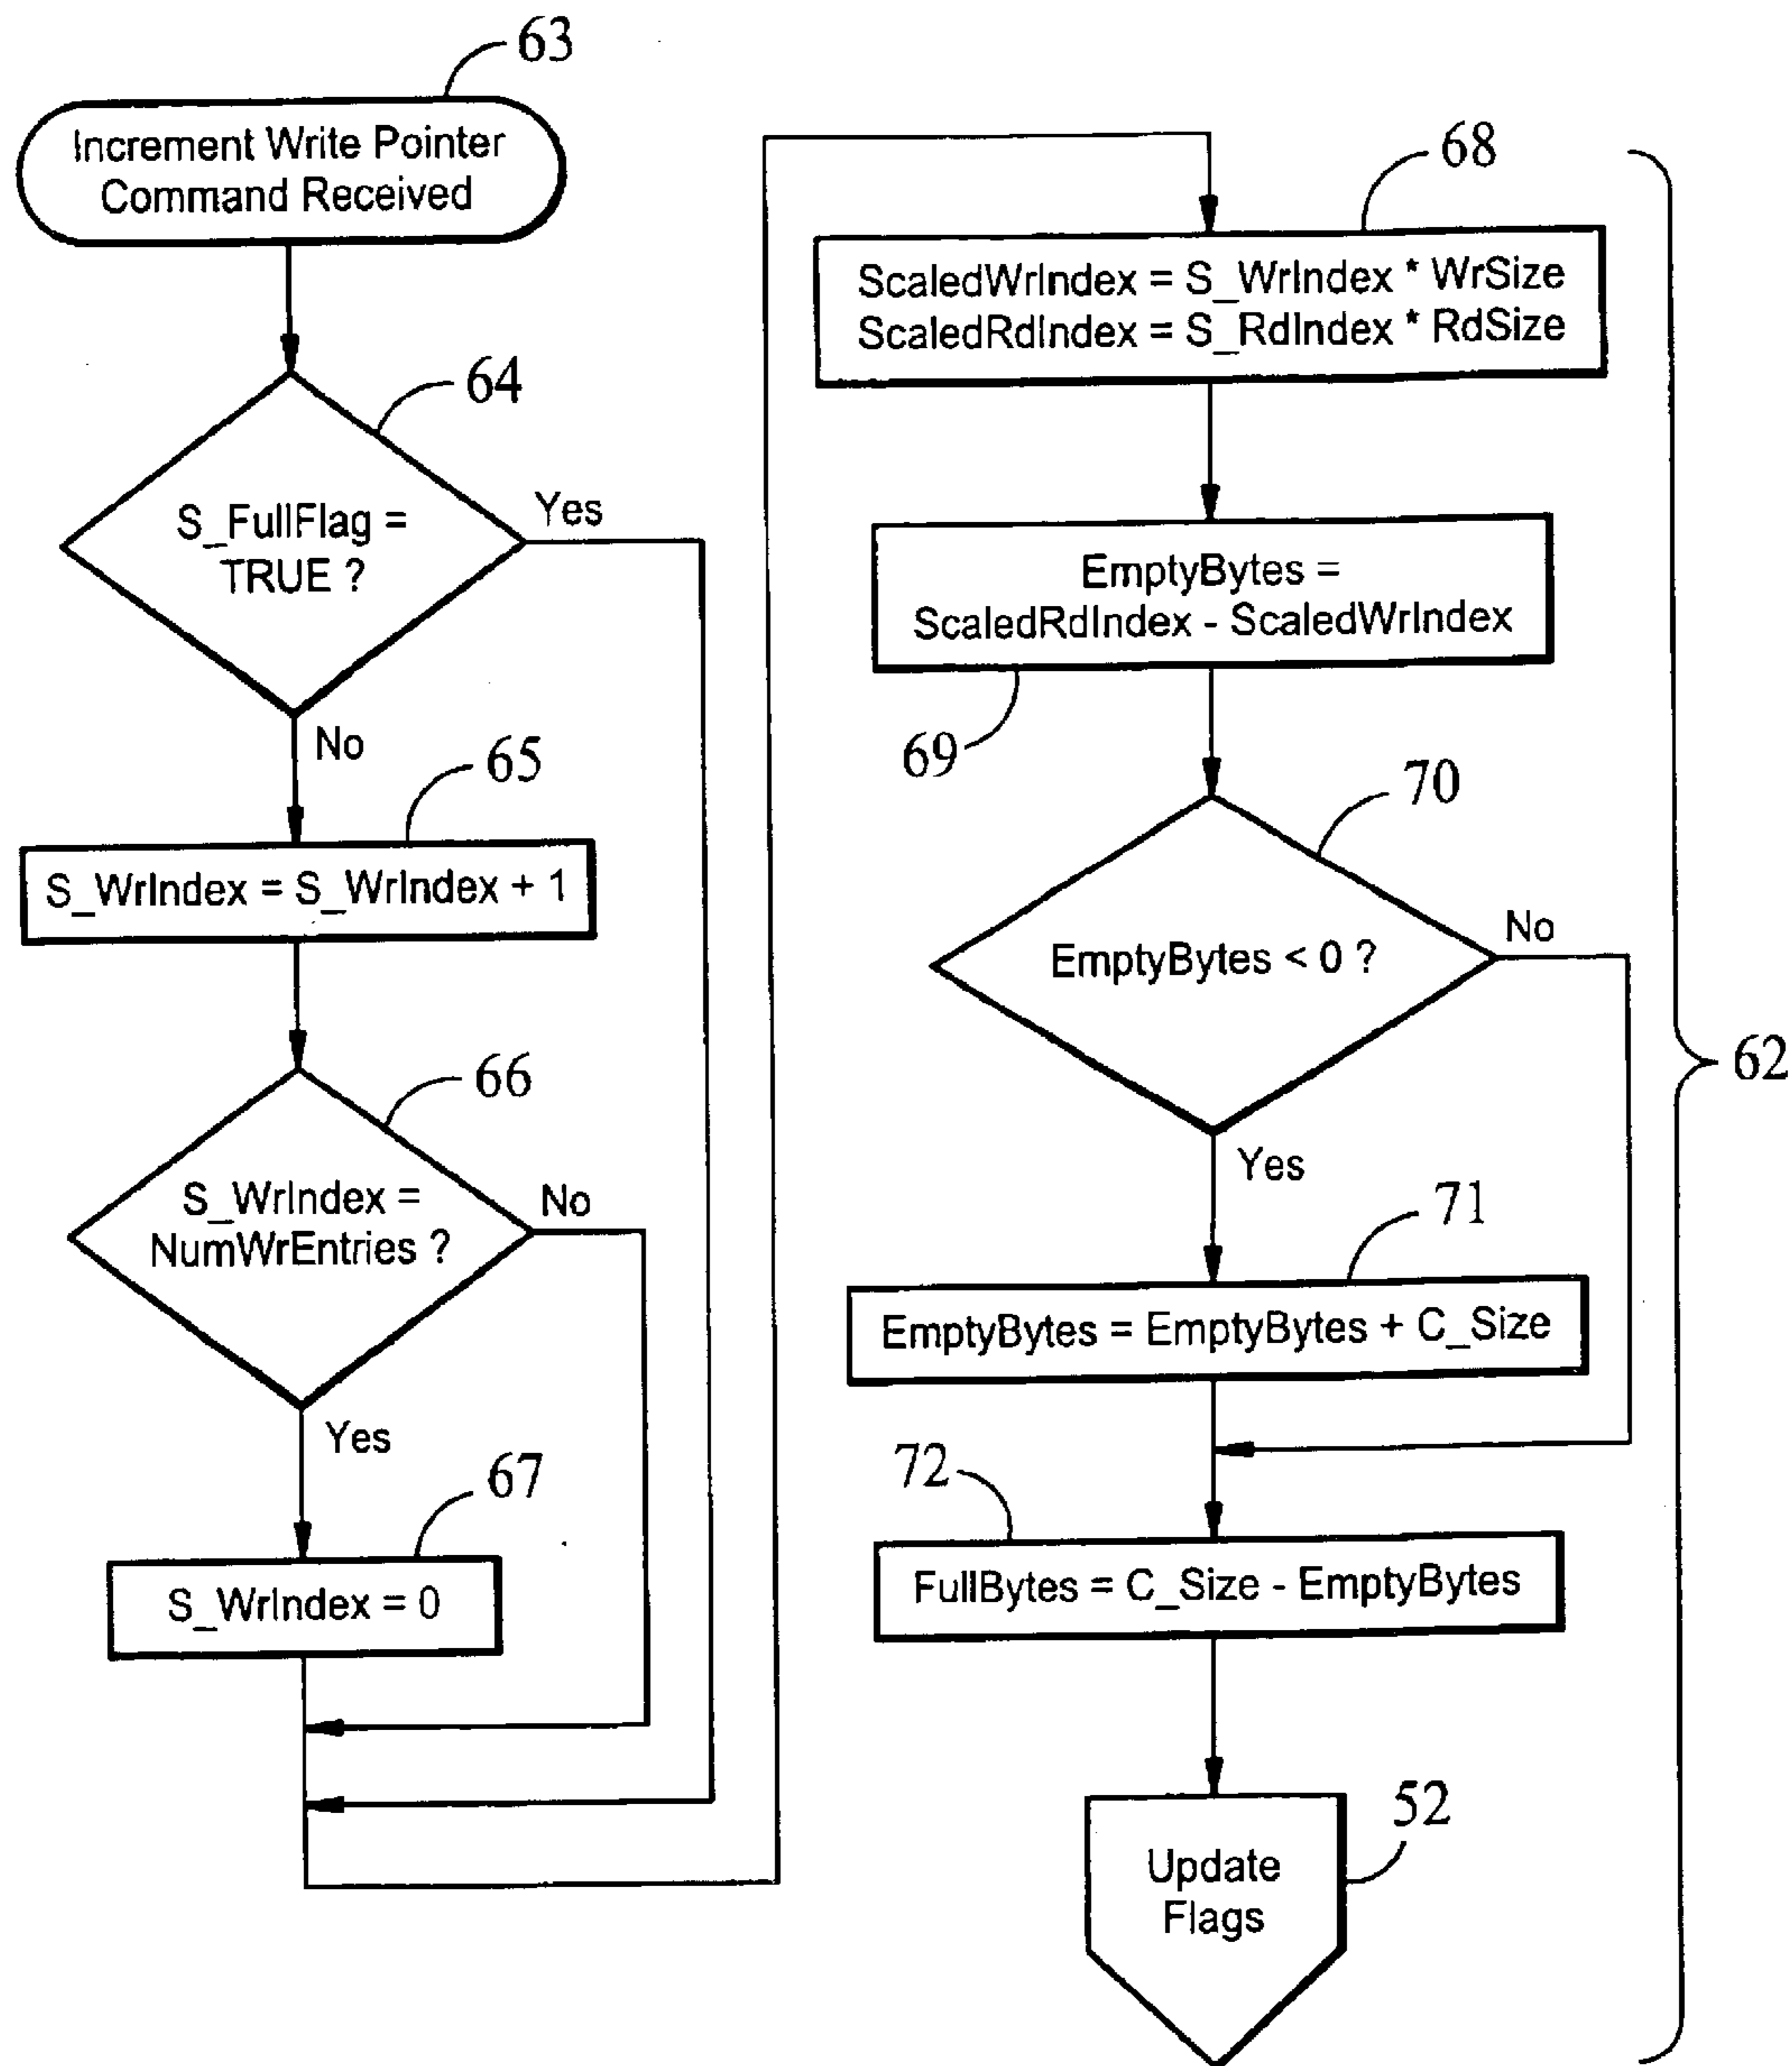 63
Increment Write Pointer
Command Received
64
S_FullFlag =
TRUE ?
Yes
No
65
S_WrIndex = S_WrIndex + 1
66
S_WrIndex =
NumWrEntries ?
No
Yes
67
S_WrIndex = 0
68
ScaledWrIndex = S_WrIndex * WrSize
ScaledRdIndex = S_RdIndex * RdSize
EmptyBytes =
ScaledRdIndex - ScaledWrIndex
69
70
EmptyBytes < 0 ?
No
Yes
71
EmptyBytes = EmptyBytes + C_Size
72
FullBytes = C_Size - EmptyBytes
52
Update
Flags
62